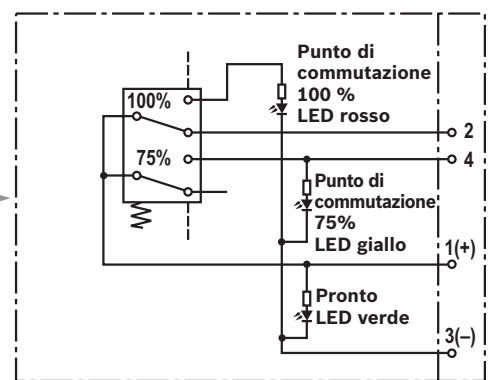 Punto di
commutazione
100 %
LED rosso
100%
2
75%
4
Punto di
commutazione
75%
LED giallo
1(+)
Pronto
LED verde
3(–)